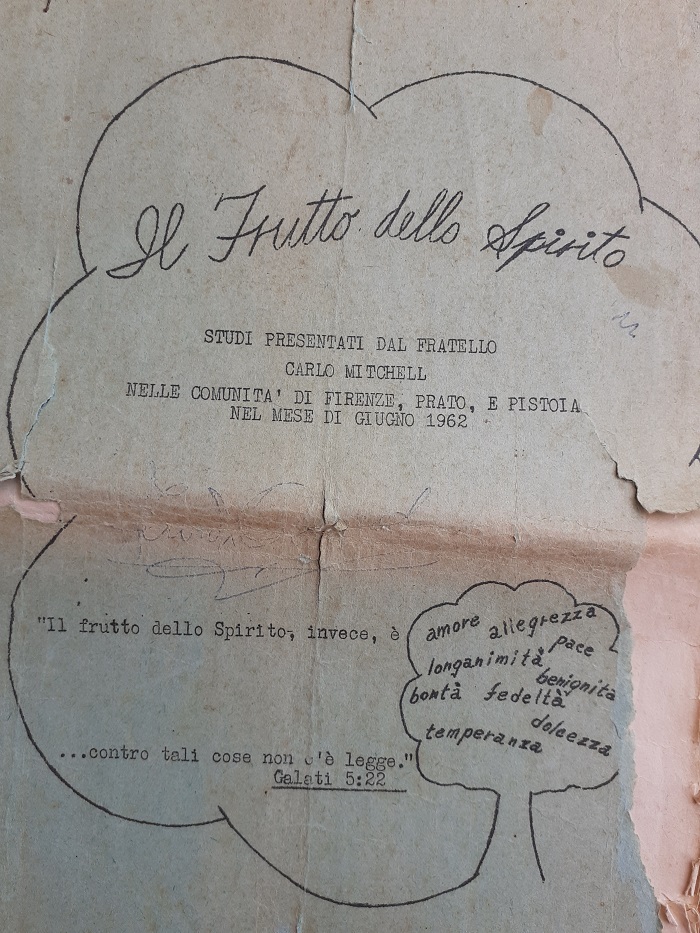 Il Frutto dello Spirito
STUDI PRESENTATI DAL FRATELLO
CARLO MITCHELL
NELLE COMUNITA' DI FIRENZE, PRATO, E PISTOIA
NEL MESE DI GIUGNO 1962
"Il frutto dello Spirito, invece, è
amore allegrezza
pace
longanimità
benignità
bontà fedeltà
dolcezza
temperanza
...contro tali cose non c'è legge."
Galati 5:22